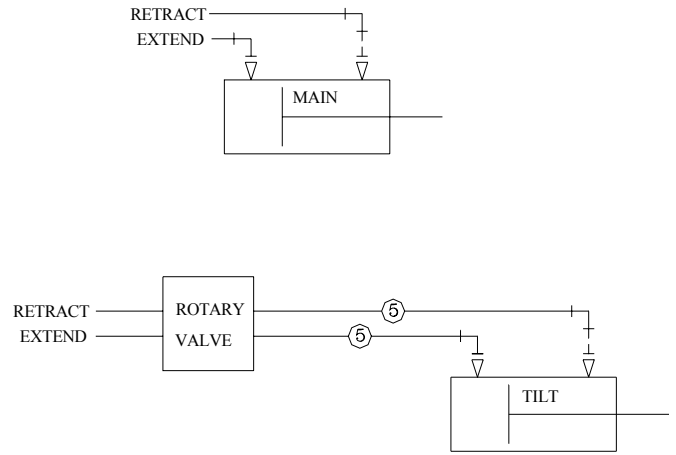 RETRACT
EXTEND
MAIN
RETRACT
EXTEND
ROTARY
VALVE
5
5
TILT